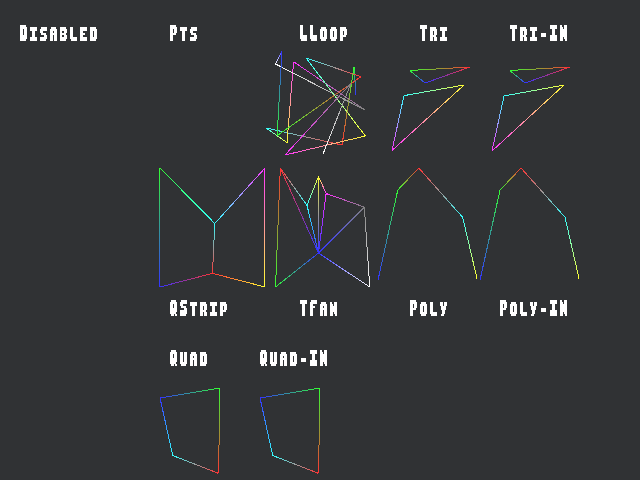 Disabled Pts LLoop Tri Tri-IN
QStrip TFan Poly Poly-IN
Quad Quad-IN